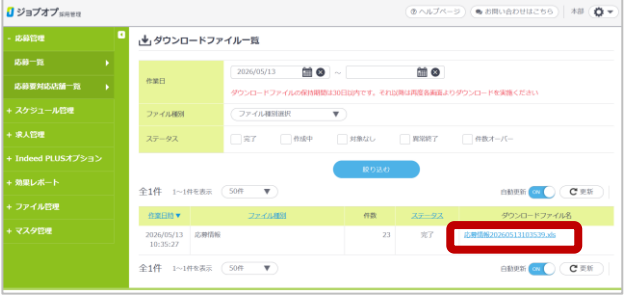 ジョブオプ 採用管理
ヘルプページ お問い合わせはこちら 本部
- 応募管理
応募一覧
応募要対応店舗一覧
+ スケジュール管理
+ 求人管理
+ Indeed PLUSオプション
+ 効果レポート
+ ファイル管理
+ マスタ管理
ダウンロードファイル一覧
作業日 2026/05/13 ~
ダウンロードファイルの保持期間は30日以内です。それ以降は再度各画面よりダウンロードを実施ください
ファイル種別 ファイル種別選択 ▼
ステータス 完了 作成中 対象なし 異常終了 件数オーバー
絞り込む
全1件 1~1件を表示 50件 ▼ 自動更新 ON 更新
作業日時▼ ファイル種別 件数 ステータス ダウンロードファイル名
2026/05/13 10:35:27 応募情報 23 完了 応募情報20260513103539.xls
全1件 1~1件を表示 50件 ▼ 自動更新 ON 更新